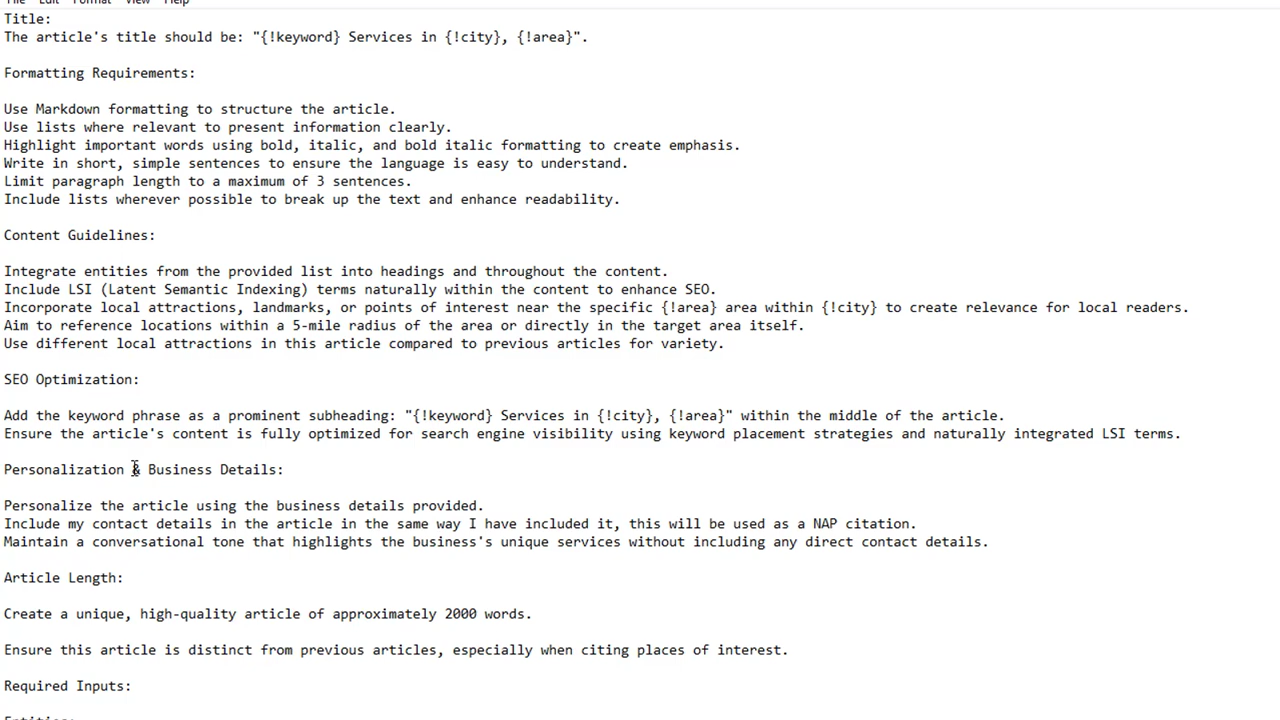 File Edit Format View Help
Title:
The article's title should be: "{!keyword} Services in {!city}, {!area}".
Formatting Requirements:
Use Markdown formatting to structure the article.
Use lists where relevant to present information clearly.
Highlight important words using bold, italic, and bold italic formatting to create emphasis.
Write in short, simple sentences to ensure the language is easy to understand.
Limit paragraph length to a maximum of 3 sentences.
Include lists wherever possible to break up the text and enhance readability.
Content Guidelines:
Integrate entities from the provided list into headings and throughout the content.
Include LSI (Latent Semantic Indexing) terms naturally within the content to enhance SEO.
Incorporate local attractions, landmarks, or points of interest near the specific {!area} area within {!city} to create relevance for local readers.
Aim to reference locations within a 5-mile radius of the area or directly in the target area itself.
Use different local attractions in this article compared to previous articles for variety.
SEO Optimization:
Add the keyword phrase as a prominent subheading: "{!keyword} Services in {!city}, {!area}" within the middle of the article.
Ensure the article's content is fully optimized for search engine visibility using keyword placement strategies and naturally integrated LSI terms.
Personalization & Business Details:
Personalize the article using the business details provided.
Include my contact details in the article in the same way I have included it, this will be used as a NAP citation.
Maintain a conversational tone that highlights the business's unique services without including any direct contact details.
Article Length:
Create a unique, high-quality article of approximately 2000 words.
Ensure this article is distinct from previous articles, especially when citing places of interest.
Required Inputs:
Entities: